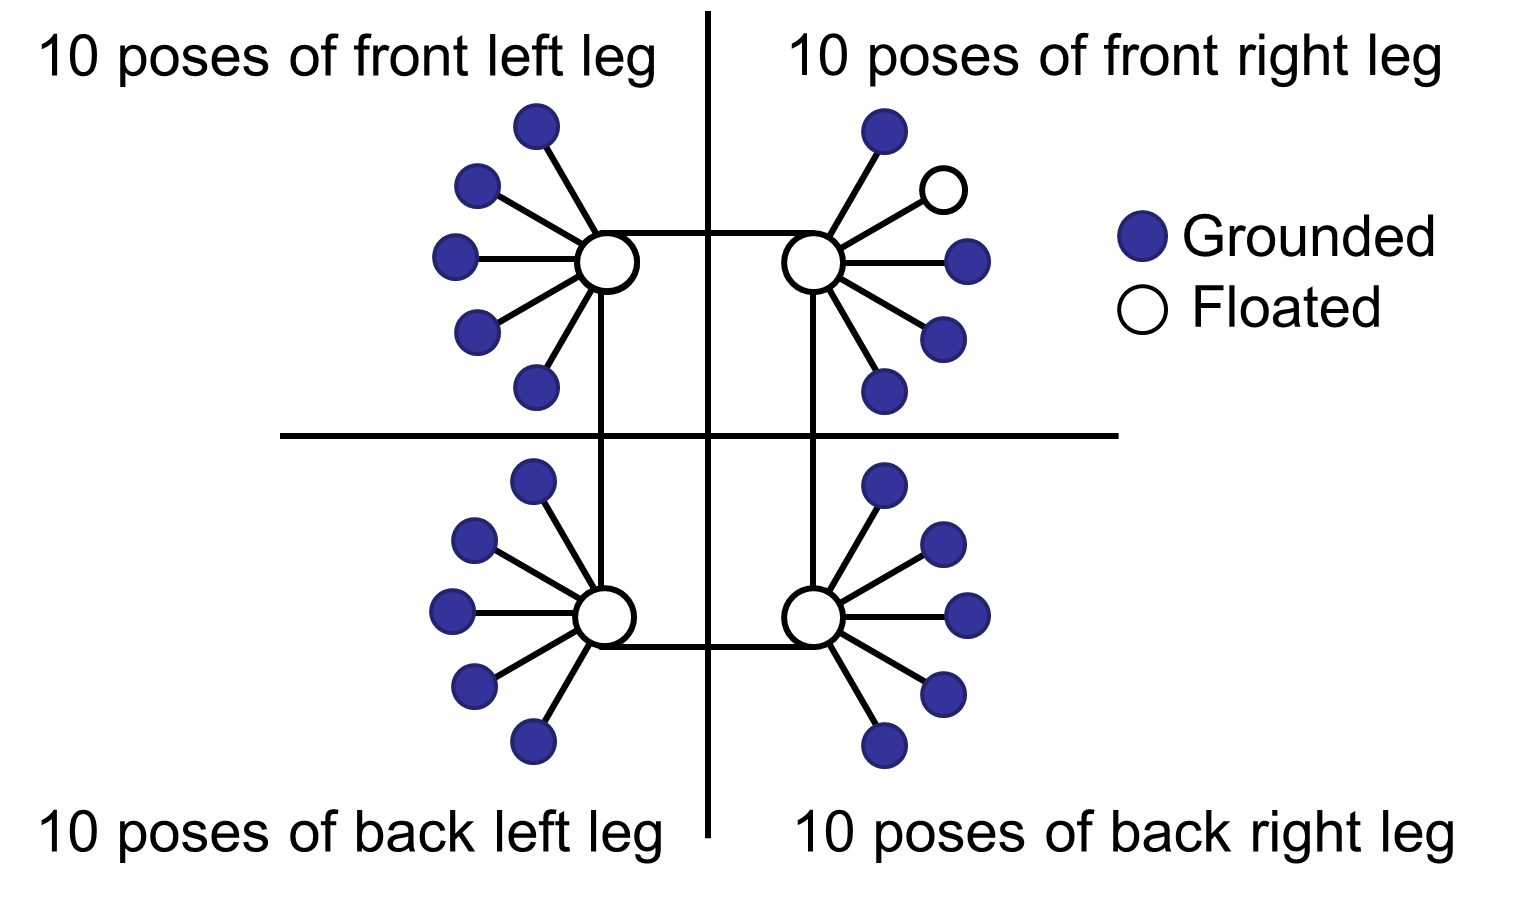 10 poses of front left leg
10 poses of front right leg
Grounded
Floated
10 poses of back left leg
10 poses of back right leg